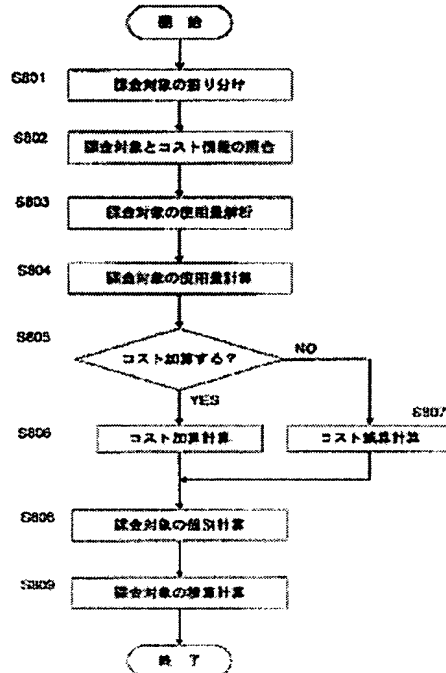 開 始
S801
課金対象の振り分け
S802
課金対象とコスト情報の照合
S803
課金対象の使用量解析
S804
課金対象の使用量計算
S805
コスト加算する?
NO
YES
S807
S806
コスト加算計算
コスト減算計算
S808
課金対象の個別計算
S809
課金対象の積算計算
終 了